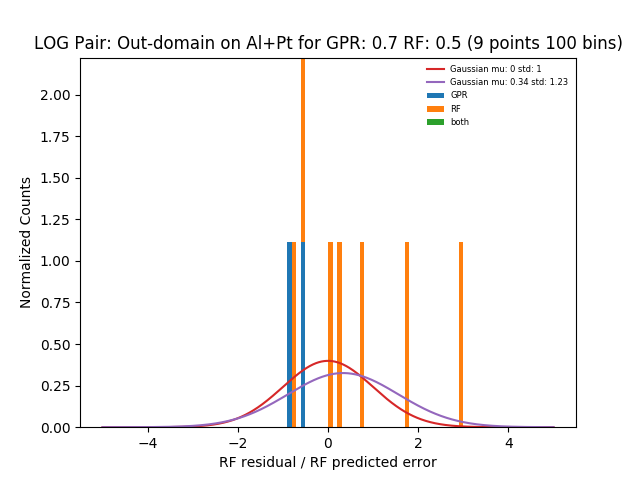 LOG Pair: Out-domain on Al+Pt for GPR: 0.7 RF: 0.5 (9 points 100 bins)
Gaussian mu: 0 std: 1
Gaussian mu: 0.34 std: 1.23
GPR
RF
both
Normalized Counts
2.00
1.75
1.50
1.25
1.00
0.75
0.50
0.25
0.00
−4 −2 0 2 4
RF residual / RF predicted error